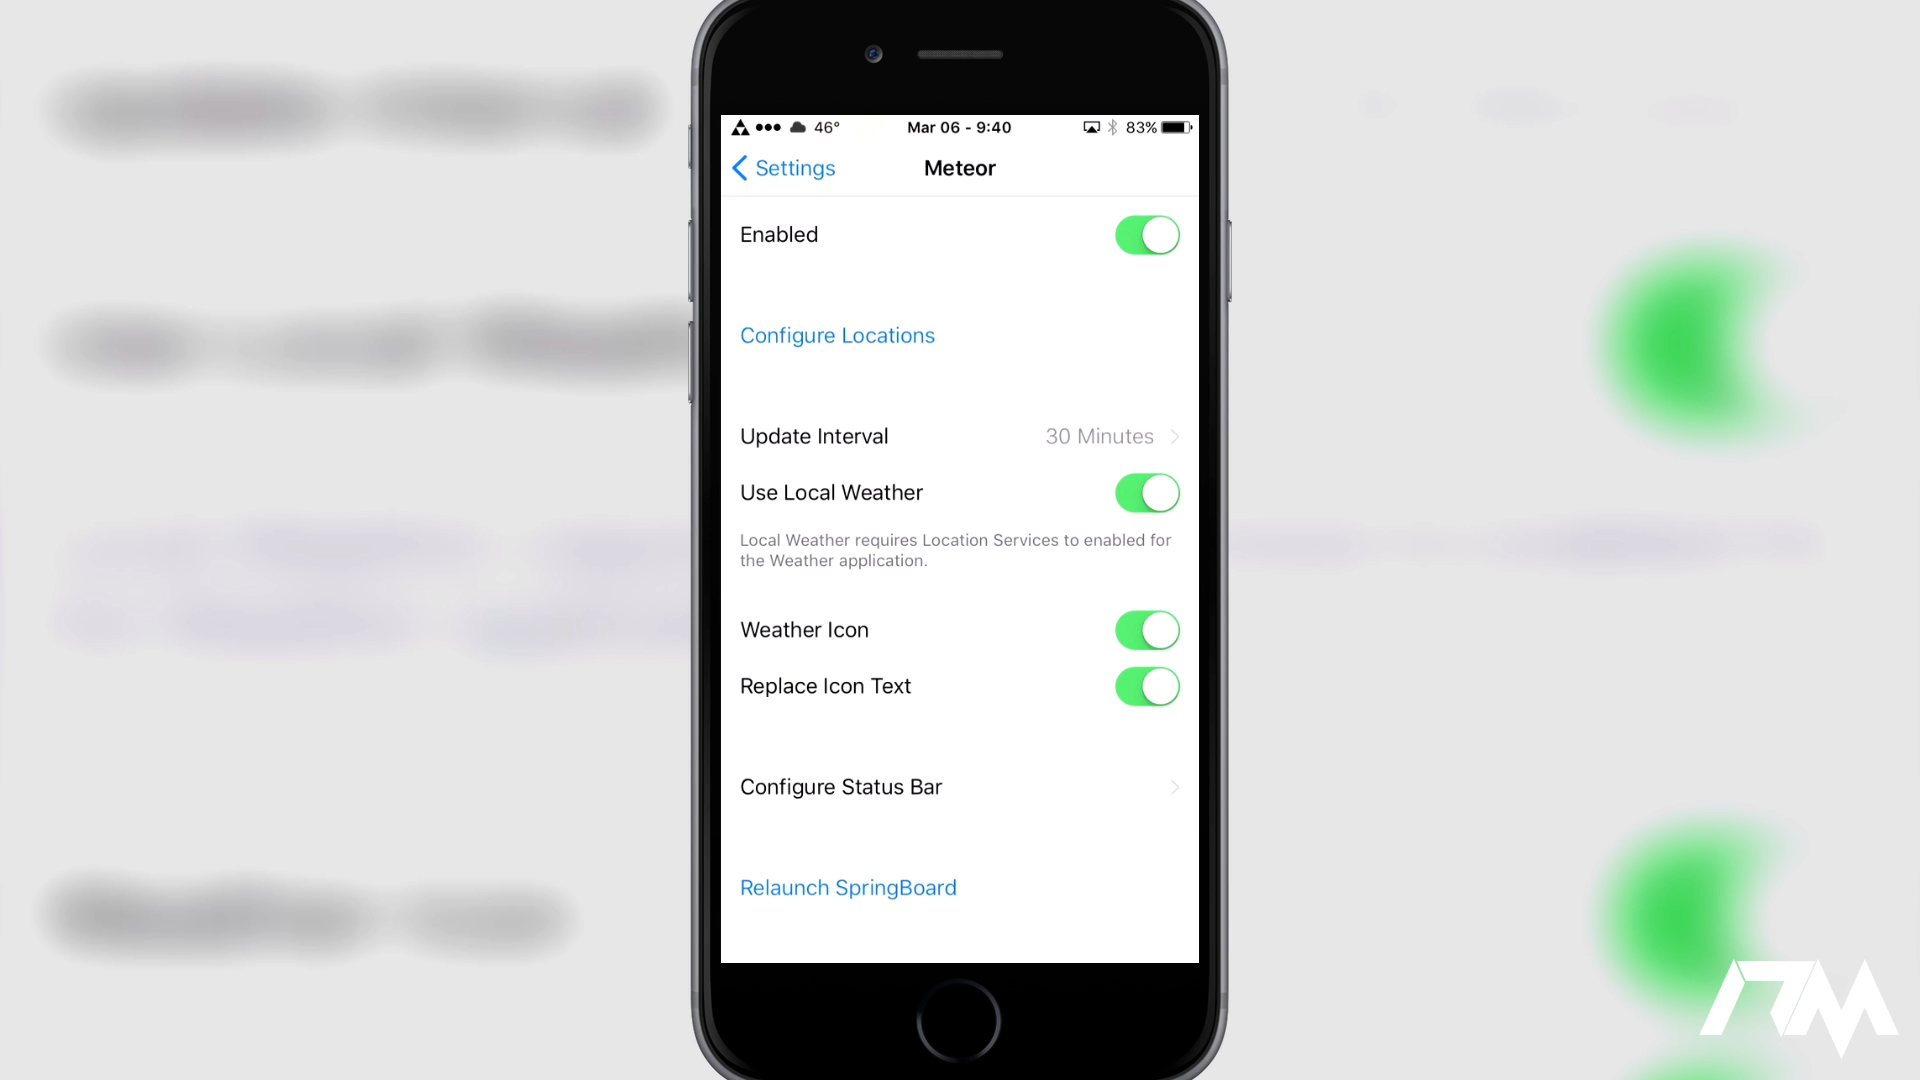 46° Mar 06 - 9:40 83%
Settings Meteor
Enabled
Configure Locations
Update Interval 30 Minutes
Use Local Weather
Local Weather requires Location Services to enabled for
the Weather application.
Weather Icon
Replace Icon Text
Configure Status Bar
Relaunch SpringBoard